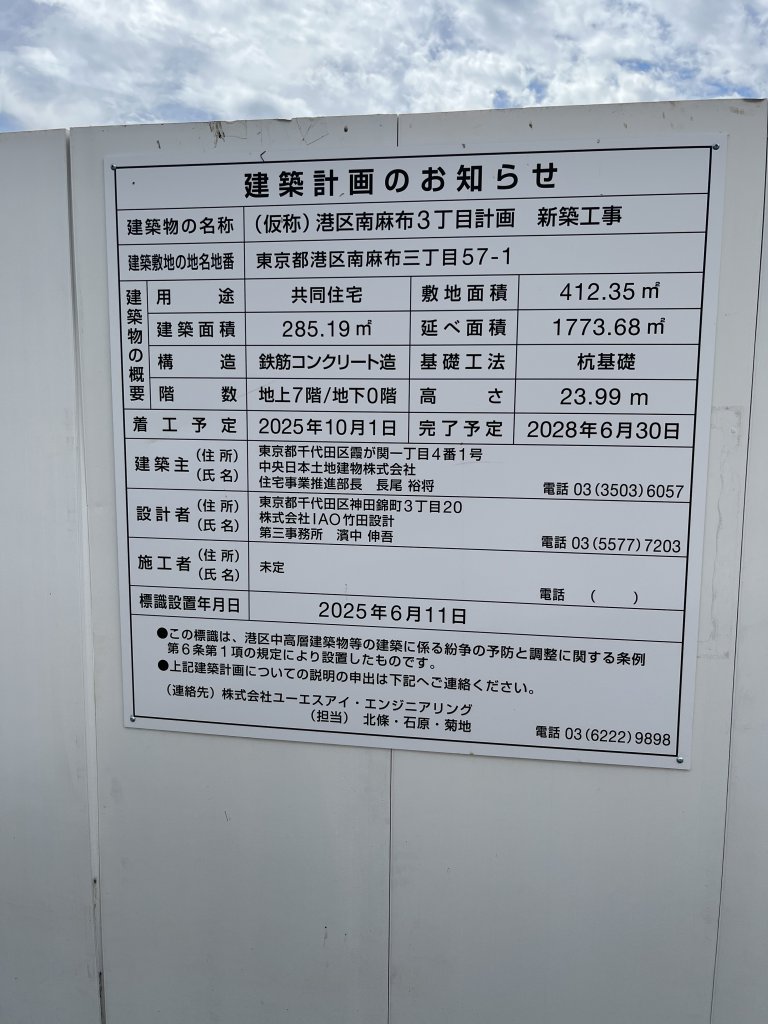 建築計画のお知らせ
建築物の名称 (仮称)港区南麻布3丁目計画 新築工事
建築敷地の地名地番 東京都港区南麻布三丁目57-1
建築物の概要
用途 共同住宅 敷地面積 412.35㎡
建築面積 285.19㎡ 延べ面積 1773.68㎡
構造 鉄筋コンクリート造 基礎工法 杭基礎
階数 地上7階/地下0階 高さ 23.99 m
着工予定 2025年10月1日 完了予定 2028年6月30日
建築主 (住所) (氏名)
東京都千代田区霞が関一丁目4番1号
中央日本土地建物株式会社
住宅事業推進部長 長尾 裕将 電話 03(3503)6057
設計者 (住所) (氏名)
東京都千代田区神田錦町3丁目20
株式会社IAO竹田設計
第三事務所 濱中 伸吾 電話 03(5577)7203
施工者 (住所) (氏名)
未定
電話 ( )
標識設置年月日 2025年6月11日
●この標識は、港区中高層建築物等の建築に係る紛争の予防と調整に関する条例
第6条第1項の規定により設置したものです。
●上記建築計画についての説明の申出は下記へご連絡ください。
(連絡先)株式会社ユーエスアイ・エンジニアリング
(担当) 北條・石原・菊地 電話 03(6222)9898